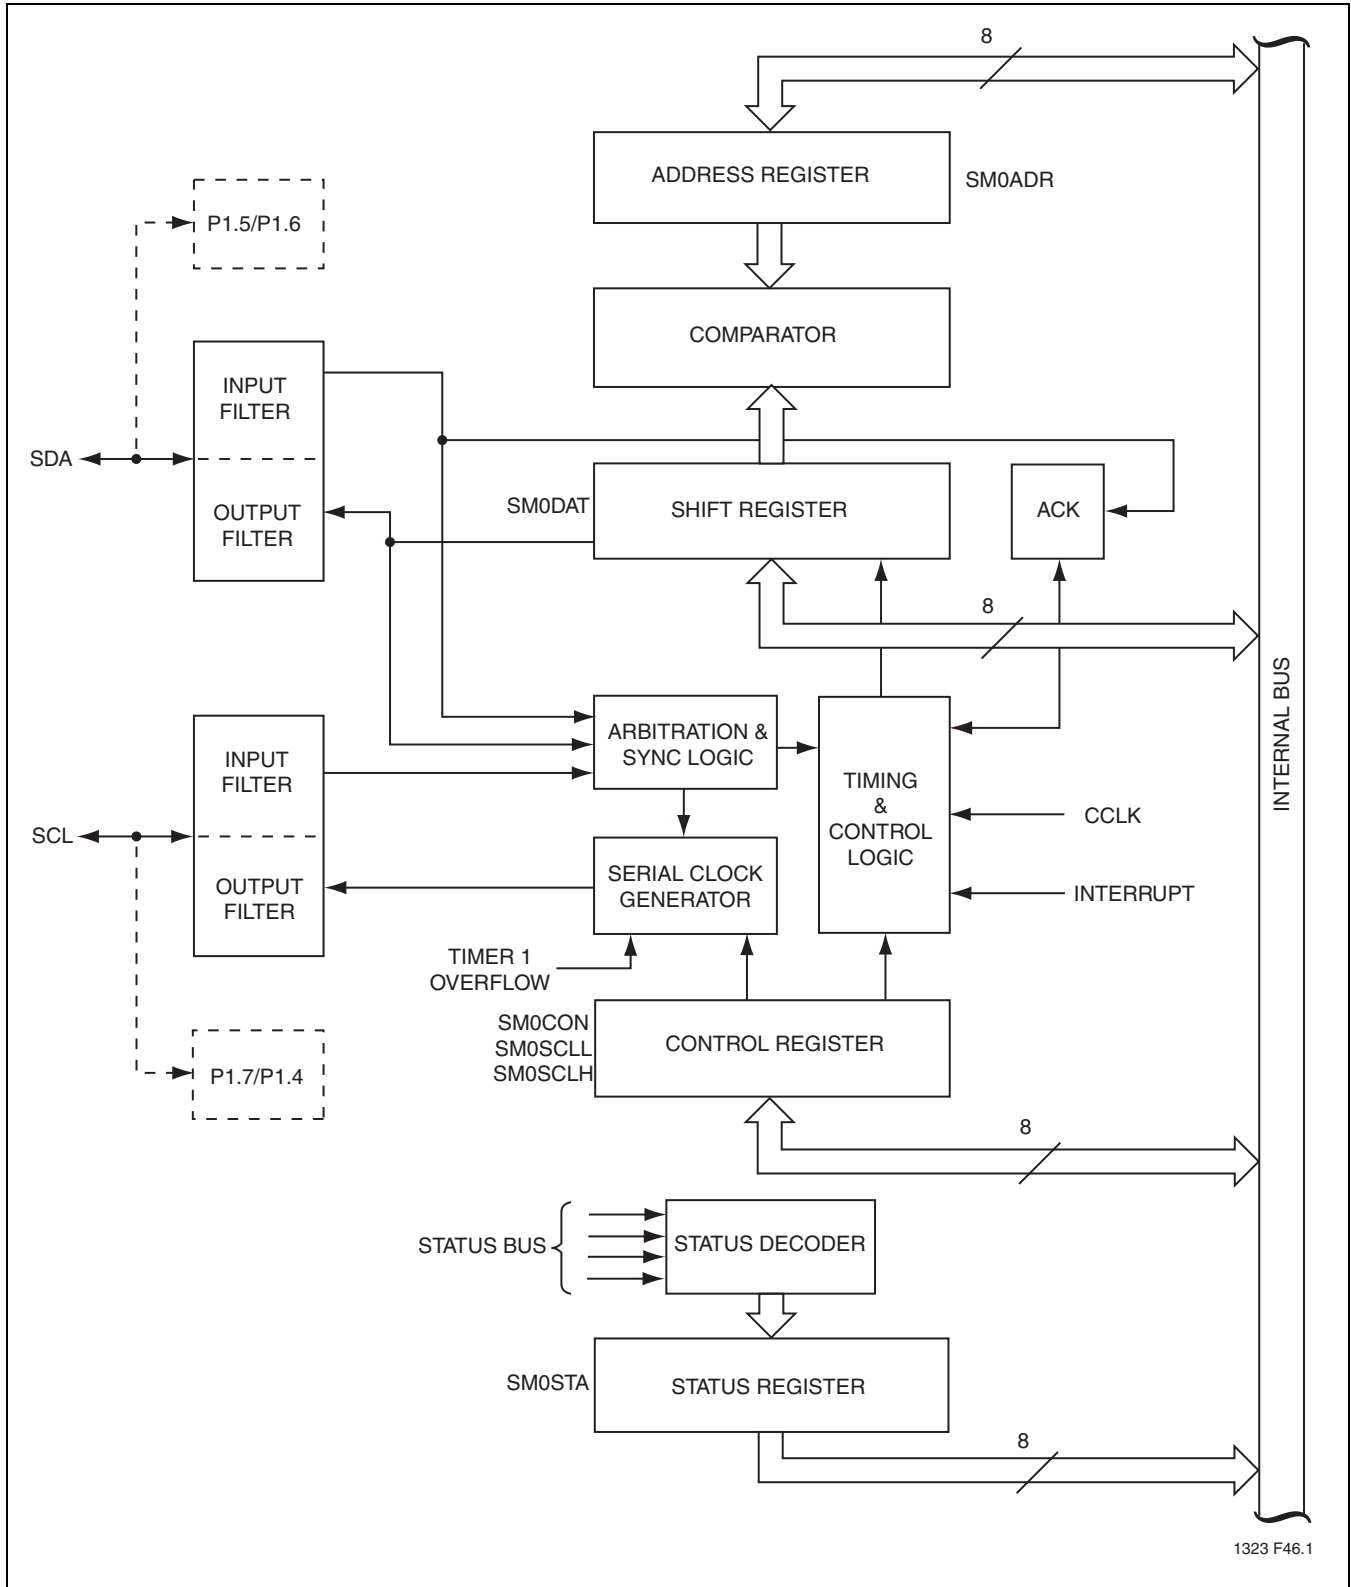 8
ADDRESS REGISTER
SM0ADR
P1.5/P1.6
COMPARATOR
INPUT
FILTER
SDA
OUTPUT
FILTER
SM0DAT
SHIFT REGISTER
ACK
8
INTERNAL BUS
ARBITRATION &
SYNC LOGIC
INPUT
FILTER
TIMING
&
CONTROL
LOGIC
CCLK
SCL
OUTPUT
FILTER
SERIAL CLOCK
GENERATOR
INTERRUPT
TIMER 1
OVERFLOW
SM0CON
SM0SCLL
SM0SCLH
CONTROL REGISTER
P1.7/P1.4
8
STATUS BUS
STATUS DECODER
SM0STA
STATUS REGISTER
8
1323 F46.1